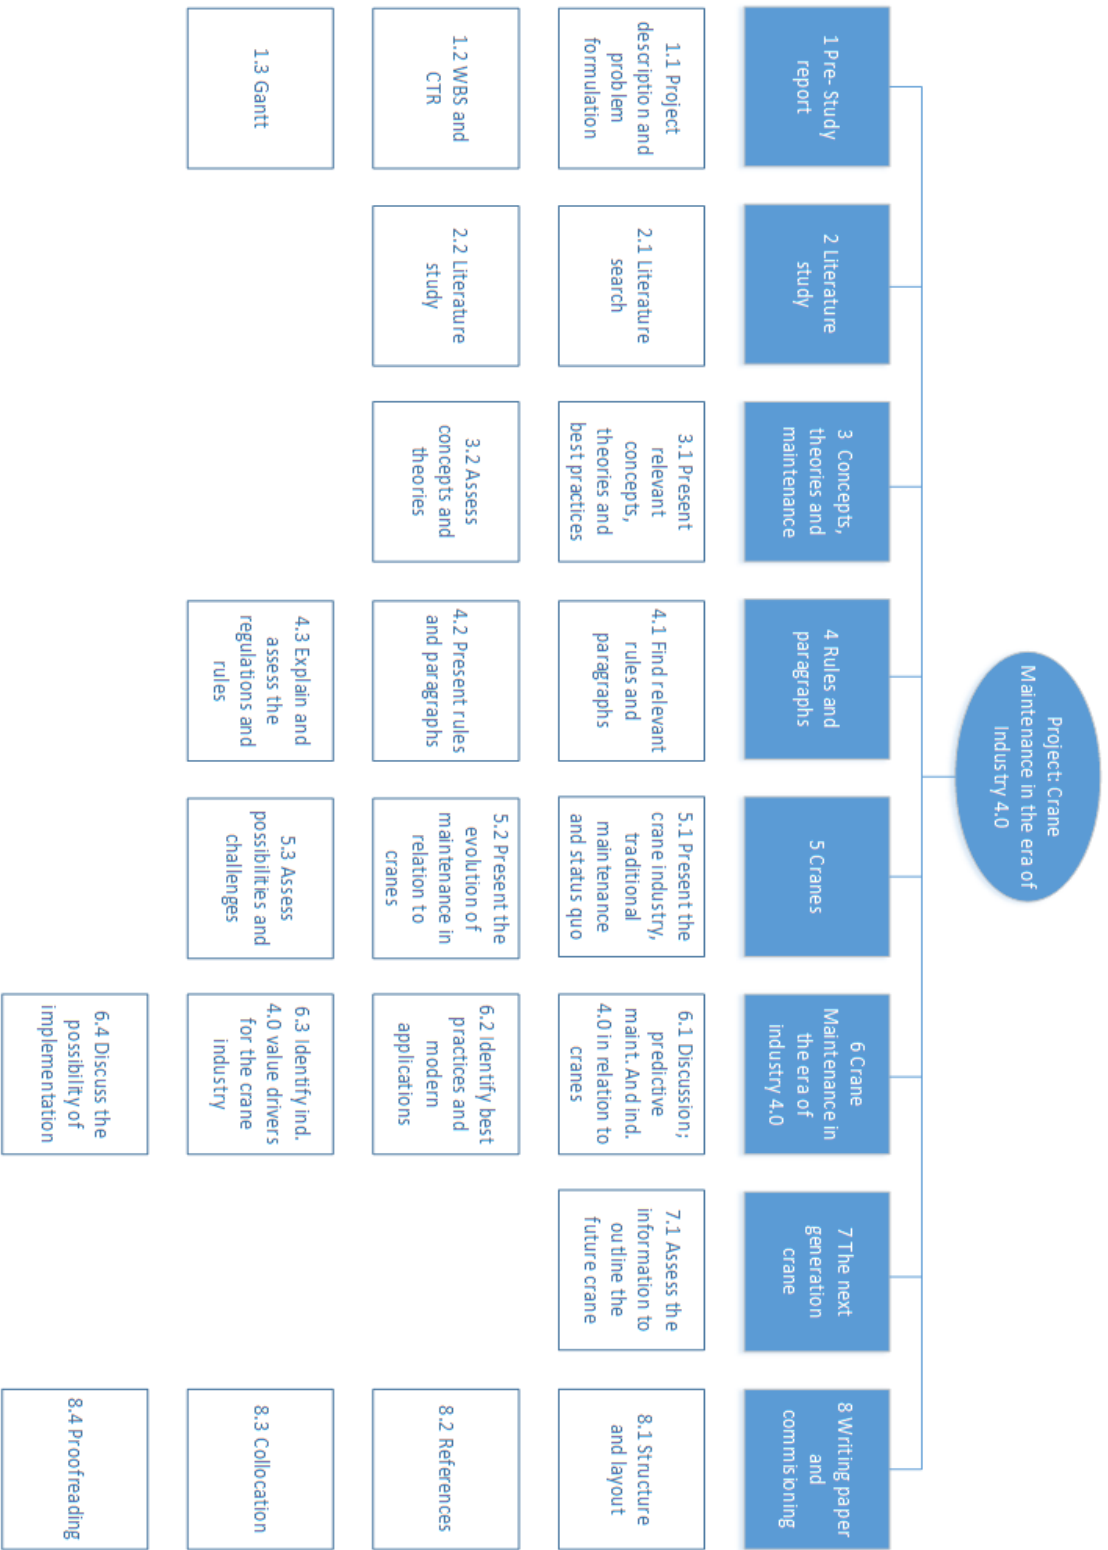 Project: Crane
Maintenance in the era of
Industry 4.0
1 Pre- Study
report
2 Literature
study
3 Concepts,
theories and
maintenance
4 Rules and
paragraphs
5 Cranes
6 Crane
Maintenance in
the era of
industry 4.0
7 The next
generation
crane
8 Writing paper
and
commisioning
1.1 Project
description and
problem
formulation
2.1 Literature
search
3.1 Present
relevant
concepts,
theories and
best practices
4.1 Find relevant
rules and
paragraphs
5.1 Present the
crane industry,
traditional
maintenance
and status quo
6.1 Discussion;
predictive
maint. And ind.
4.0 in relation to
cranes
7.1 Assess the
information to
outline the
future crane
8.1 Structure
and layout
1.2 WBS and
CTR
2.2 Literature
study
3.2 Assess
concepts and
theories
4.2 Present rules
and paragraphs
5.2 Present the
evolution of
maintenance in
relation to
cranes
6.2 Identify best
practices and
modern
applications
8.2 References
1.3 Gantt
4.3 Explain and
assess the
regulations and
rules
5.3 Assess
possibilities and
challenges
6.3 Identify ind.
4.0 value drivers
for the crane
industry
8.3 Collocation
6.4 Discuss the
possibility of
implementation
8.4 Proofreading